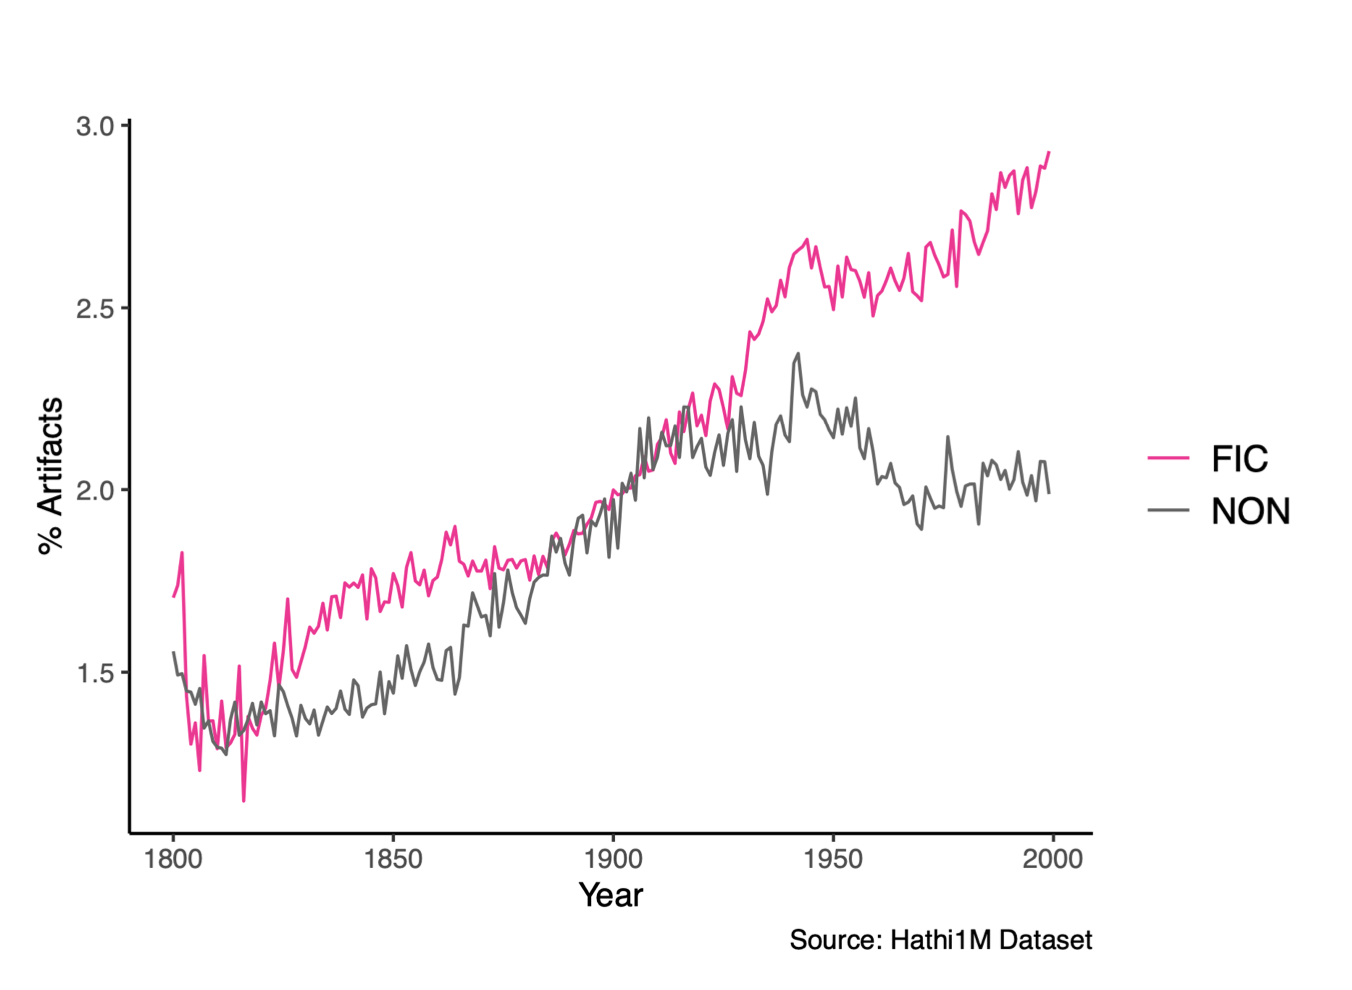 3.0
2.5
2.0
1.5
% Artifacts
1800 1850 1900 1950 2000
Year
FIC
NON
Source: Hathi1M Dataset